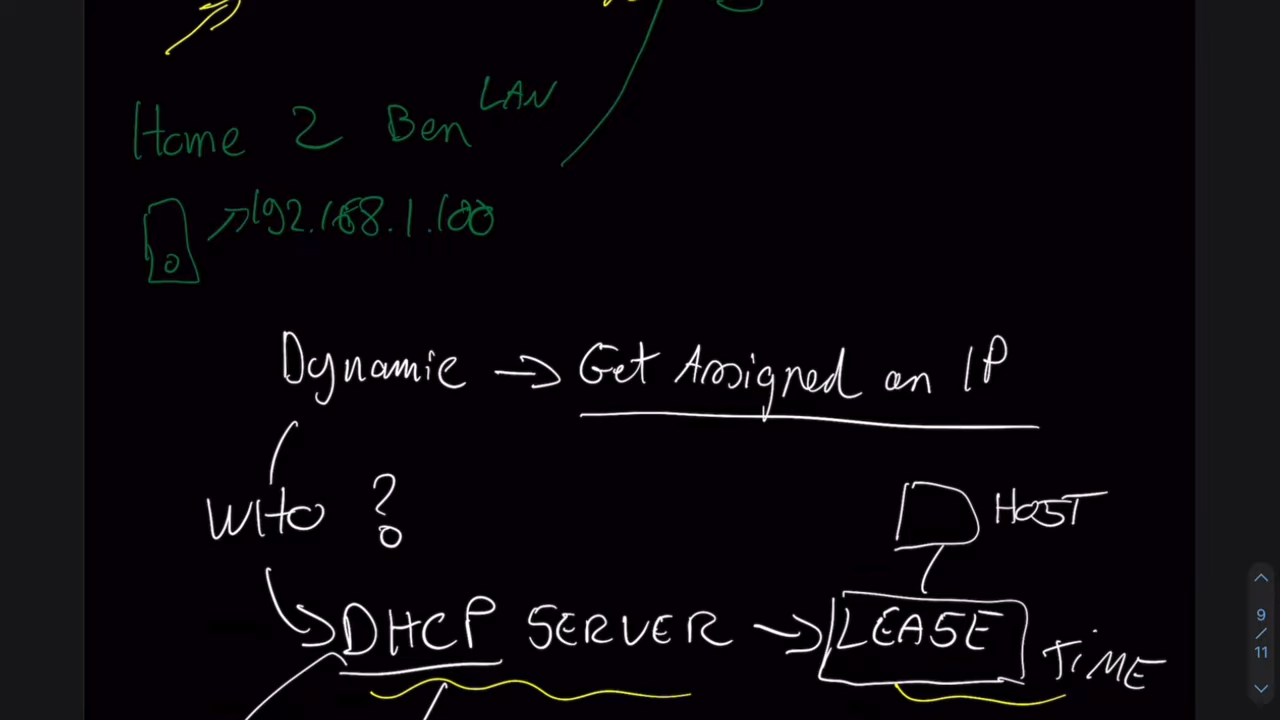 LAN
Home 2 Ben
192.168.1.100
Dynamic → Get Assigned an IP
WHO ?
HOST
DHCP SERVER → LEASE TIME
9
/
11